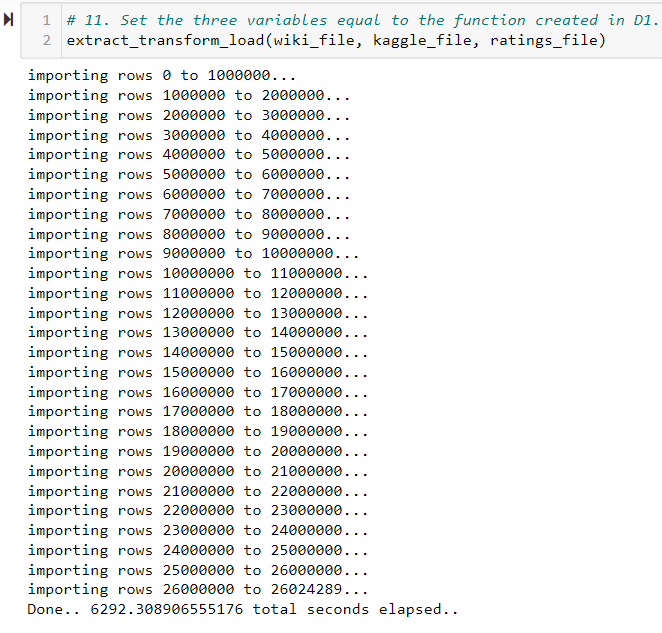 1 # 11. Set the three variables equal to the function created in D1.
2 extract_transform_load(wiki_file, kaggle_file, ratings_file)
importing rows 0 to 1000000...
importing rows 1000000 to 2000000...
importing rows 2000000 to 3000000...
importing rows 3000000 to 4000000...
importing rows 4000000 to 5000000...
importing rows 5000000 to 6000000...
importing rows 6000000 to 7000000...
importing rows 7000000 to 8000000...
importing rows 8000000 to 9000000...
importing rows 9000000 to 10000000...
importing rows 10000000 to 11000000...
importing rows 11000000 to 12000000...
importing rows 12000000 to 13000000...
importing rows 13000000 to 14000000...
importing rows 14000000 to 15000000...
importing rows 15000000 to 16000000...
importing rows 16000000 to 17000000...
importing rows 17000000 to 18000000...
importing rows 18000000 to 19000000...
importing rows 19000000 to 20000000...
importing rows 20000000 to 21000000...
importing rows 21000000 to 22000000...
importing rows 22000000 to 23000000...
importing rows 23000000 to 24000000...
importing rows 24000000 to 25000000...
importing rows 25000000 to 26000000...
importing rows 26000000 to 26024289...
Done.. 6292.308906555176 total seconds elapsed..